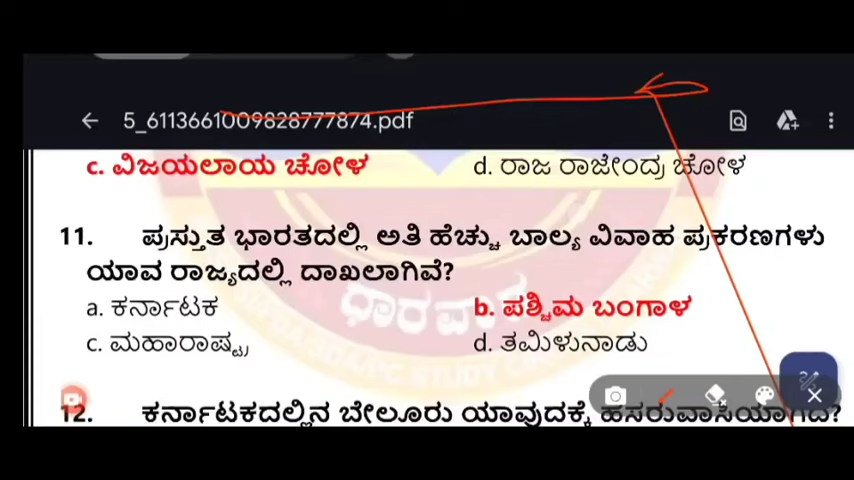 5_6113661009828777874.pdf
c. ವಿಜಯಲಾಯ ಚೋಳ d. ರಾಜ ರಾಜೇಂದ್ರ ಚೋಳ
11. ಪ್ರಸ್ತುತ ಭಾರತದಲ್ಲಿ ಅತಿ ಹೆಚ್ಚು ಬಾಲ್ಯ ವಿವಾಹ ಪ್ರಕರಣಗಳು
ಯಾವ ರಾಜ್ಯದಲ್ಲಿ ದಾಖಲಾಗಿವೆ?
a. ಕರ್ನಾಟಕ b. ಪಶ್ಚಿಮ ಬಂಗಾಳ
c. ಮಹಾರಾಷ್ಟ್ರ d. ತಮಿಳುನಾಡು
ಧಾರವಾಡ
12. ಕರ್ನಾಟಕದಲ್ಲಿನ ಬೇಲೂರು ಯಾವುದಕ್ಕೆ ಹೆಸರುವಾಸಿಯಾಗಿದೆ?